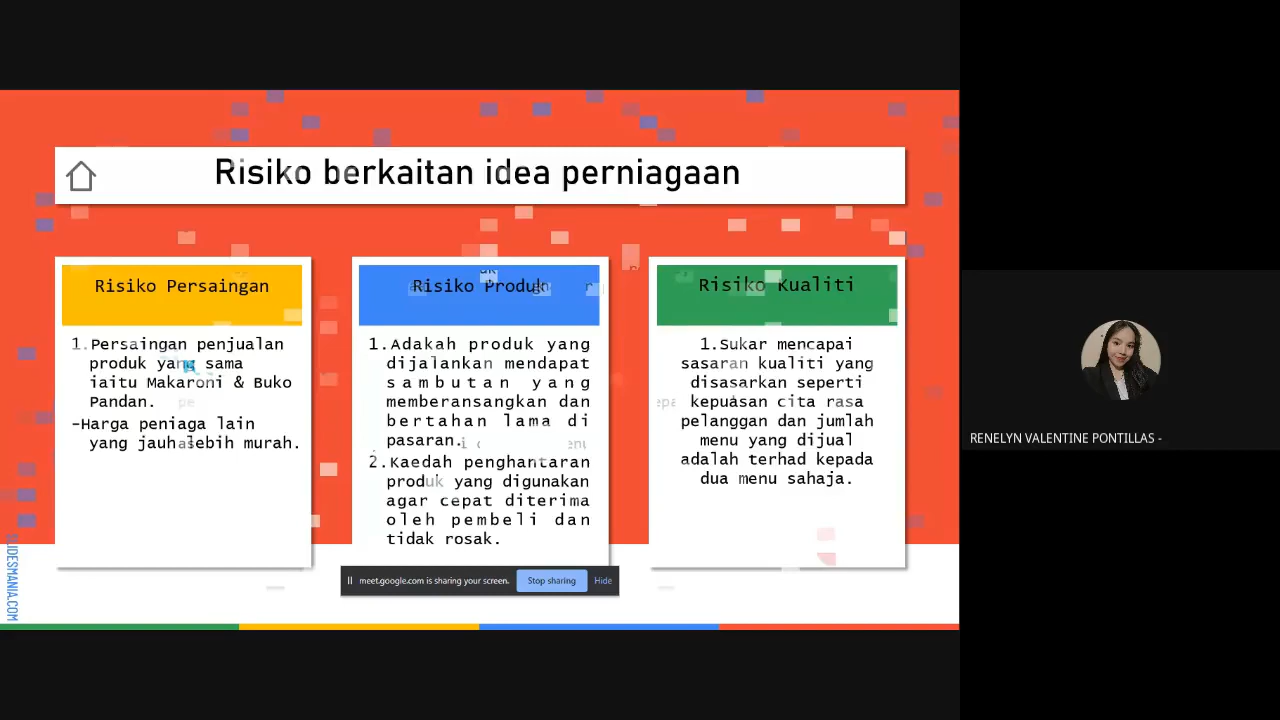 Risiko berkaitan idea perniagaan
Risiko Persaingan
1.Persaingan penjualan
produk yang sama
iaitu Makaroni & Buko
Pandan.
-Harga peniaga lain
yang jauh lebih murah.
Risiko Produk
1.Adakah produk yang
dijalankan mendapat
sambutan yang
memberansangkan dan
bertahan lama di
pasaran.
2.Kaedah penghantaran
produk yang digunakan
agar cepat diterima
oleh pembeli dan
tidak rosak.
Risiko Kualiti
1.Sukar mencapai
sasaran kualiti yang
disasarkan seperti
kepuasan cita rasa
pelanggan dan jumlah
menu yang dijual
adalah terhad kepada
dua menu sahaja.
meet.google.com is sharing your screen.
Stop sharing
Hide
SLIDESMANIA.COM
RENELYN VALENTINE PONTILLAS -